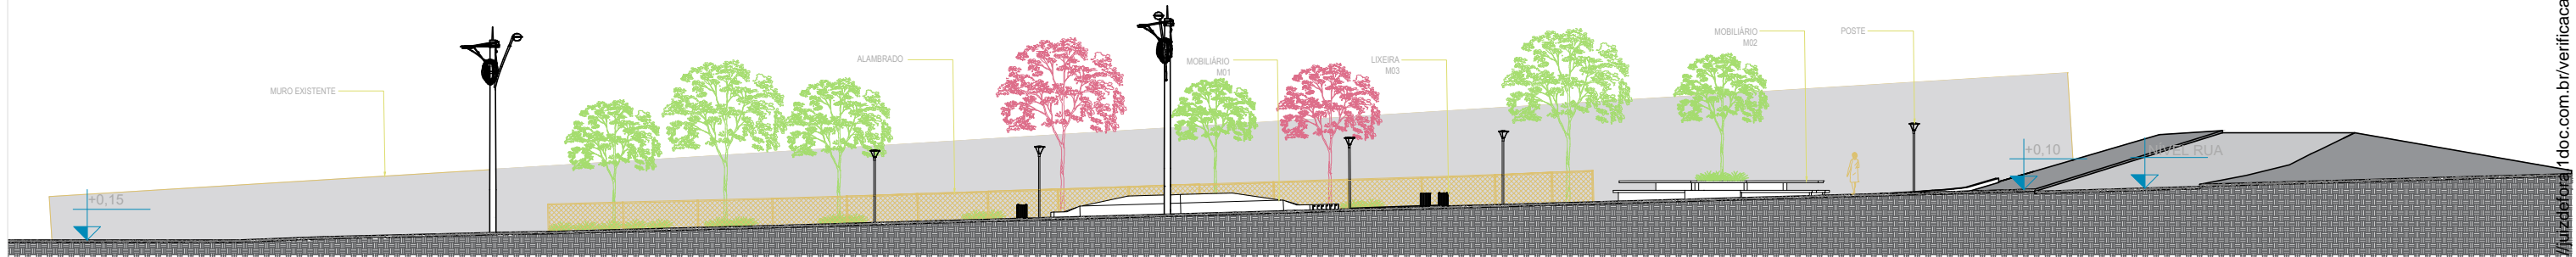 MURO EXISTENTE
ALAMBRADO
MOBILIÁRIO
M01
LIXEIRA
M03
MOBILIÁRIO
M02
POSTE
+0,15
+0,10
NÍVEL RUA
//juizdefora.1doc.com.br/verificaca